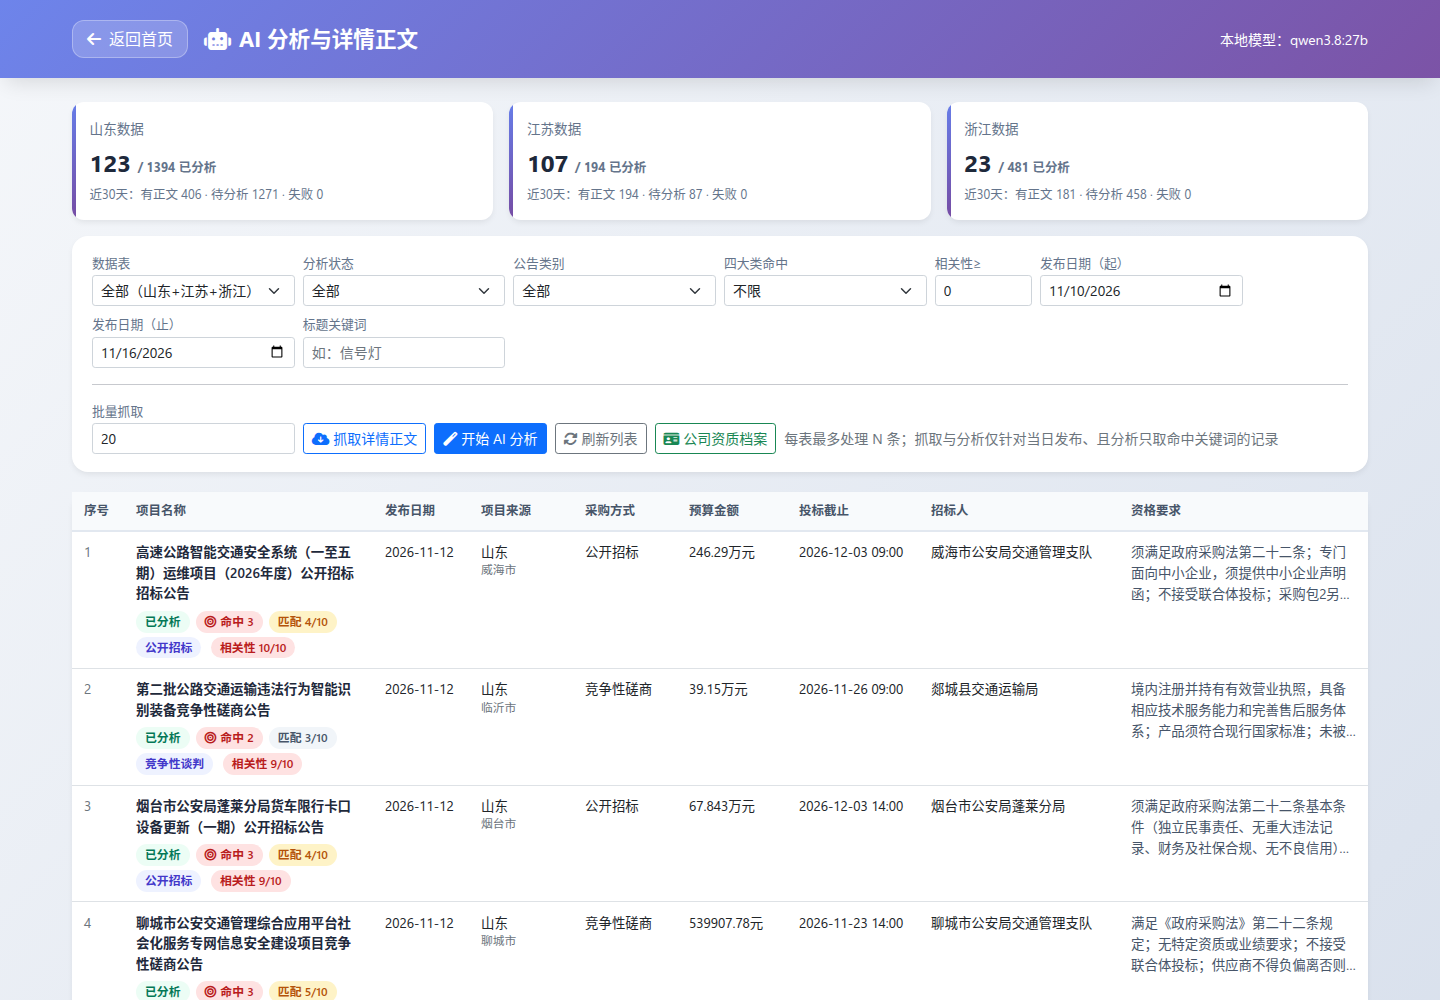 返回首页
AI 分析与详情正文
本地模型：qwen3.8:27b
山东数据
123 / 1394 已分析
近30天：有正文 406 · 待分析 1271 · 失败 0
江苏数据
107 / 194 已分析
近30天：有正文 194 · 待分析 87 · 失败 0
浙江数据
23 / 481 已分析
近30天：有正文 181 · 待分析 458 · 失败 0
数据表 分析状态 公告类别 四大类命中 相关性≥ 发布日期（起）
全部（山东+江苏+浙江） 全部 全部 不限 0 11/10/2026
发布日期（止） 标题关键词
11/16/2026 如：信号灯
批量抓取
20 抓取详情正文 开始 AI 分析 刷新列表 公司资质档案 每表最多处理 N 条；抓取与分析仅针对当日发布、且分析只取命中关键词的记录
序号 项目名称 发布日期 项目来源 采购方式 预算金额 投标截止 招标人 资格要求
1 高速公路智能交通安全系统（一至五 2026-11-12 山东 公开招标 246.29万元 2026-12-03 09:00 威海市公安局交通管理支队 须满足政府采购法第二十二条；专门
期）运维项目（2026年度）公开招标 威海市 面向中小企业，须提供中小企业声明
招标公告 函；不接受联合体投标；采购包2另...
已分析 命中 3 匹配 4/10
公开招标 相关性 10/10
2 第二批公路交通运输违法行为智能识 2026-11-12 山东 竞争性磋商 39.15万元 2026-11-26 09:00 郯城县交通运输局 境内注册并持有有效营业执照，具备
别装备竞争性磋商公告 临沂市 相应技术服务能力和完善售后服务体
系；产品须符合现行国家标准；未被...
已分析 命中 2 匹配 3/10
竞争性谈判 相关性 9/10
3 烟台市公安局蓬莱分局货车限行卡口 2026-11-12 山东 公开招标 67.843万元 2026-12-03 14:00 烟台市公安局蓬莱分局 须满足政府采购法第二十二条基本条
设备更新（一期）公开招标公告 烟台市 件（独立民事责任、无重大违法记
录、财务及社保合规、无不良信用）...
已分析 命中 3 匹配 4/10
公开招标 相关性 9/10
4 聊城市公安交通管理综合应用平台社 2026-11-12 山东 竞争性磋商 539907.78元 2026-11-23 14:00 聊城市公安局交通管理支队 满足《政府采购法》第二十二条规
会化服务专网信息安全建设项目竞争 聊城市 定；无特定资质或业绩要求；不接受
性磋商公告 联合体投标；供应商不得负偏离否则...
已分析 命中 3 匹配 5/10